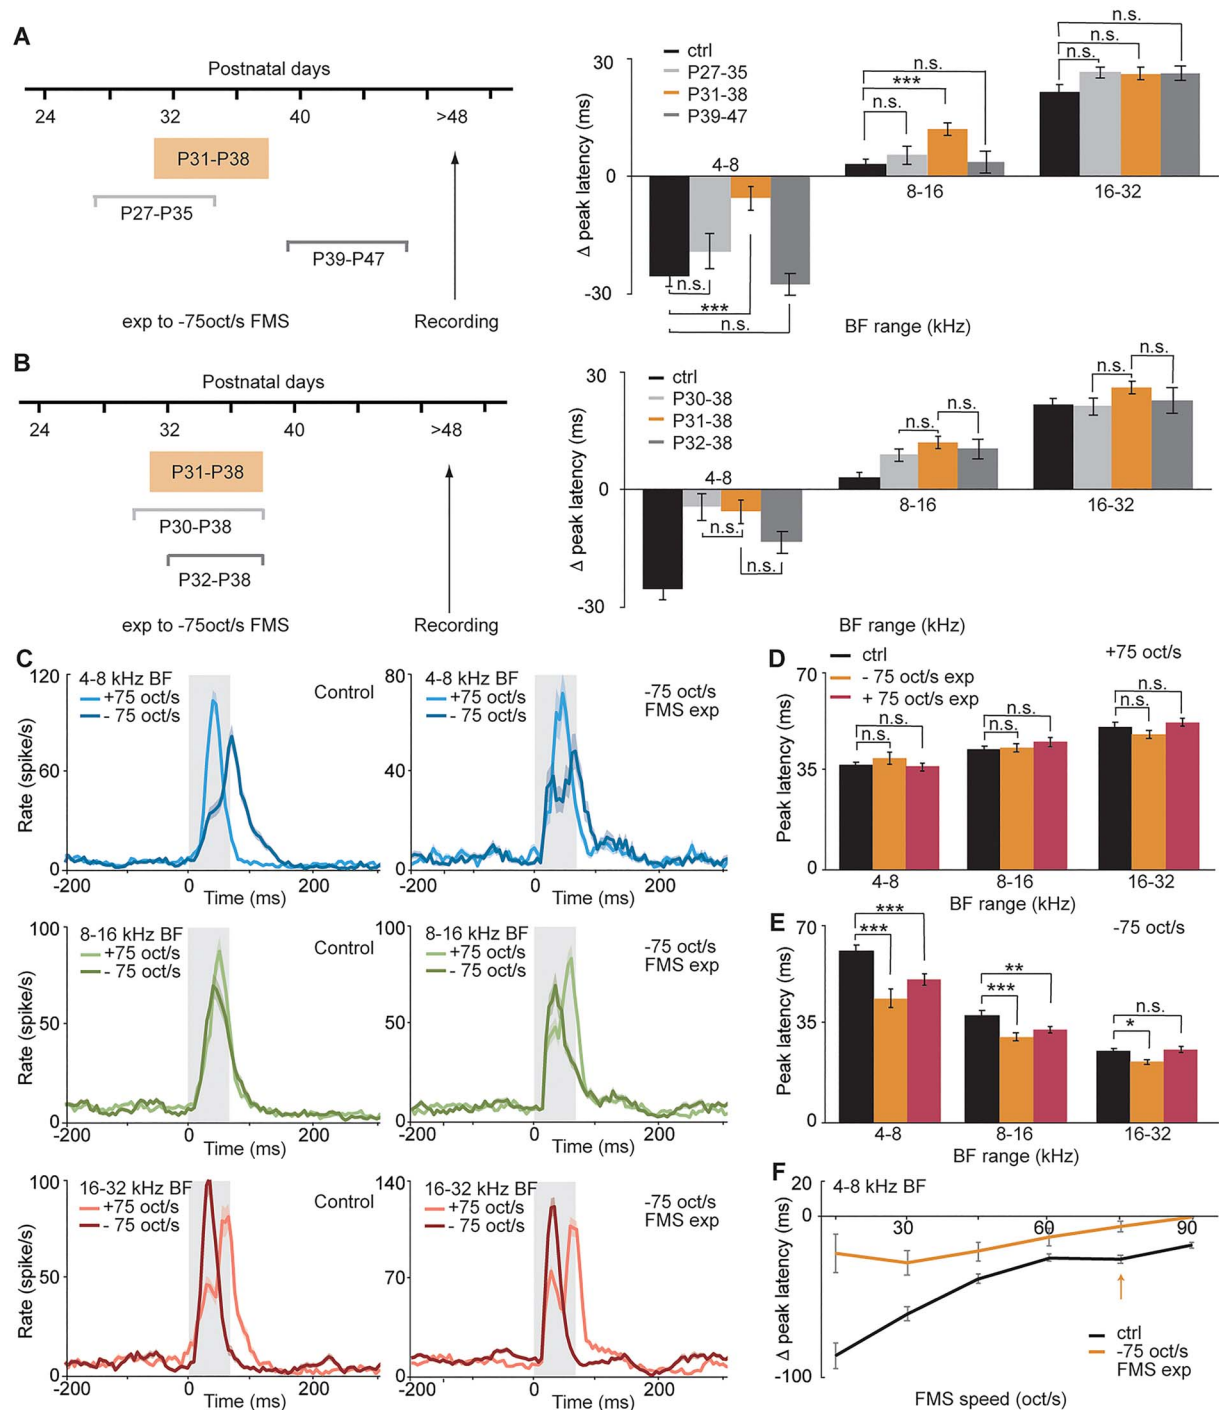 A
Postnatal days
24
32
40
>48
P31-P38
P27-P35
P39-P47
exp to -75oct/s FMS
Recording
Δ peak latency (ms)
30
0
-30
ctrl
P27-35
P31-38
P39-47
4-8
n.s.
***
n.s.
n.s.
***
n.s.
8-16
n.s.
n.s.
n.s.
16-32
BF range (kHz)
B
Postnatal days
24
32
40
>48
P31-P38
P30-P38
P32-P38
exp to -75oct/s FMS
Recording
Δ peak latency (ms)
30
0
-30
ctrl
P30-38
P31-38
P32-38
4-8
n.s.
n.s.
n.s.
n.s.
8-16
n.s.
n.s.
16-32
BF range (kHz)
C
Rate (spike/s)
120
60
0
4-8 kHz BF
+75 oct/s
- 75 oct/s
Control
-200
0
200
Time (ms)
80
40
0
4-8 kHz BF
+75 oct/s
- 75 oct/s
-75 oct/s
FMS exp
-200
0
200
Time (ms)
Rate (spike/s)
100
50
0
8-16 kHz BF
+75 oct/s
- 75 oct/s
Control
-200
0
200
Time (ms)
100
50
0
8-16 kHz BF
+75 oct/s
- 75 oct/s
-75 oct/s
FMS exp
-200
0
200
Time (ms)
Rate (spike/s)
100
50
0
16-32 kHz BF
+75 oct/s
- 75 oct/s
Control
-200
0
200
Time (ms)
140
70
0
16-32 kHz BF
+75 oct/s
- 75 oct/s
-75 oct/s
FMS exp
-200
0
200
Time (ms)
D
Peak latency (ms)
70
35
0
ctrl
- 75 oct/s exp
+ 75 oct/s exp
+75 oct/s
n.s.
n.s.
n.s.
n.s.
n.s.
n.s.
4-8
8-16
16-32
BF range (kHz)
E
Peak latency (ms)
70
35
0
-75 oct/s
***
***
**
***
n.s.
*
4-8
8-16
16-32
BF range (kHz)
F
Δ peak latency (ms)
20
0
-100
4-8 kHz BF
30
60
90
ctrl
-75 oct/s
FMS exp
FMS speed (oct/s)